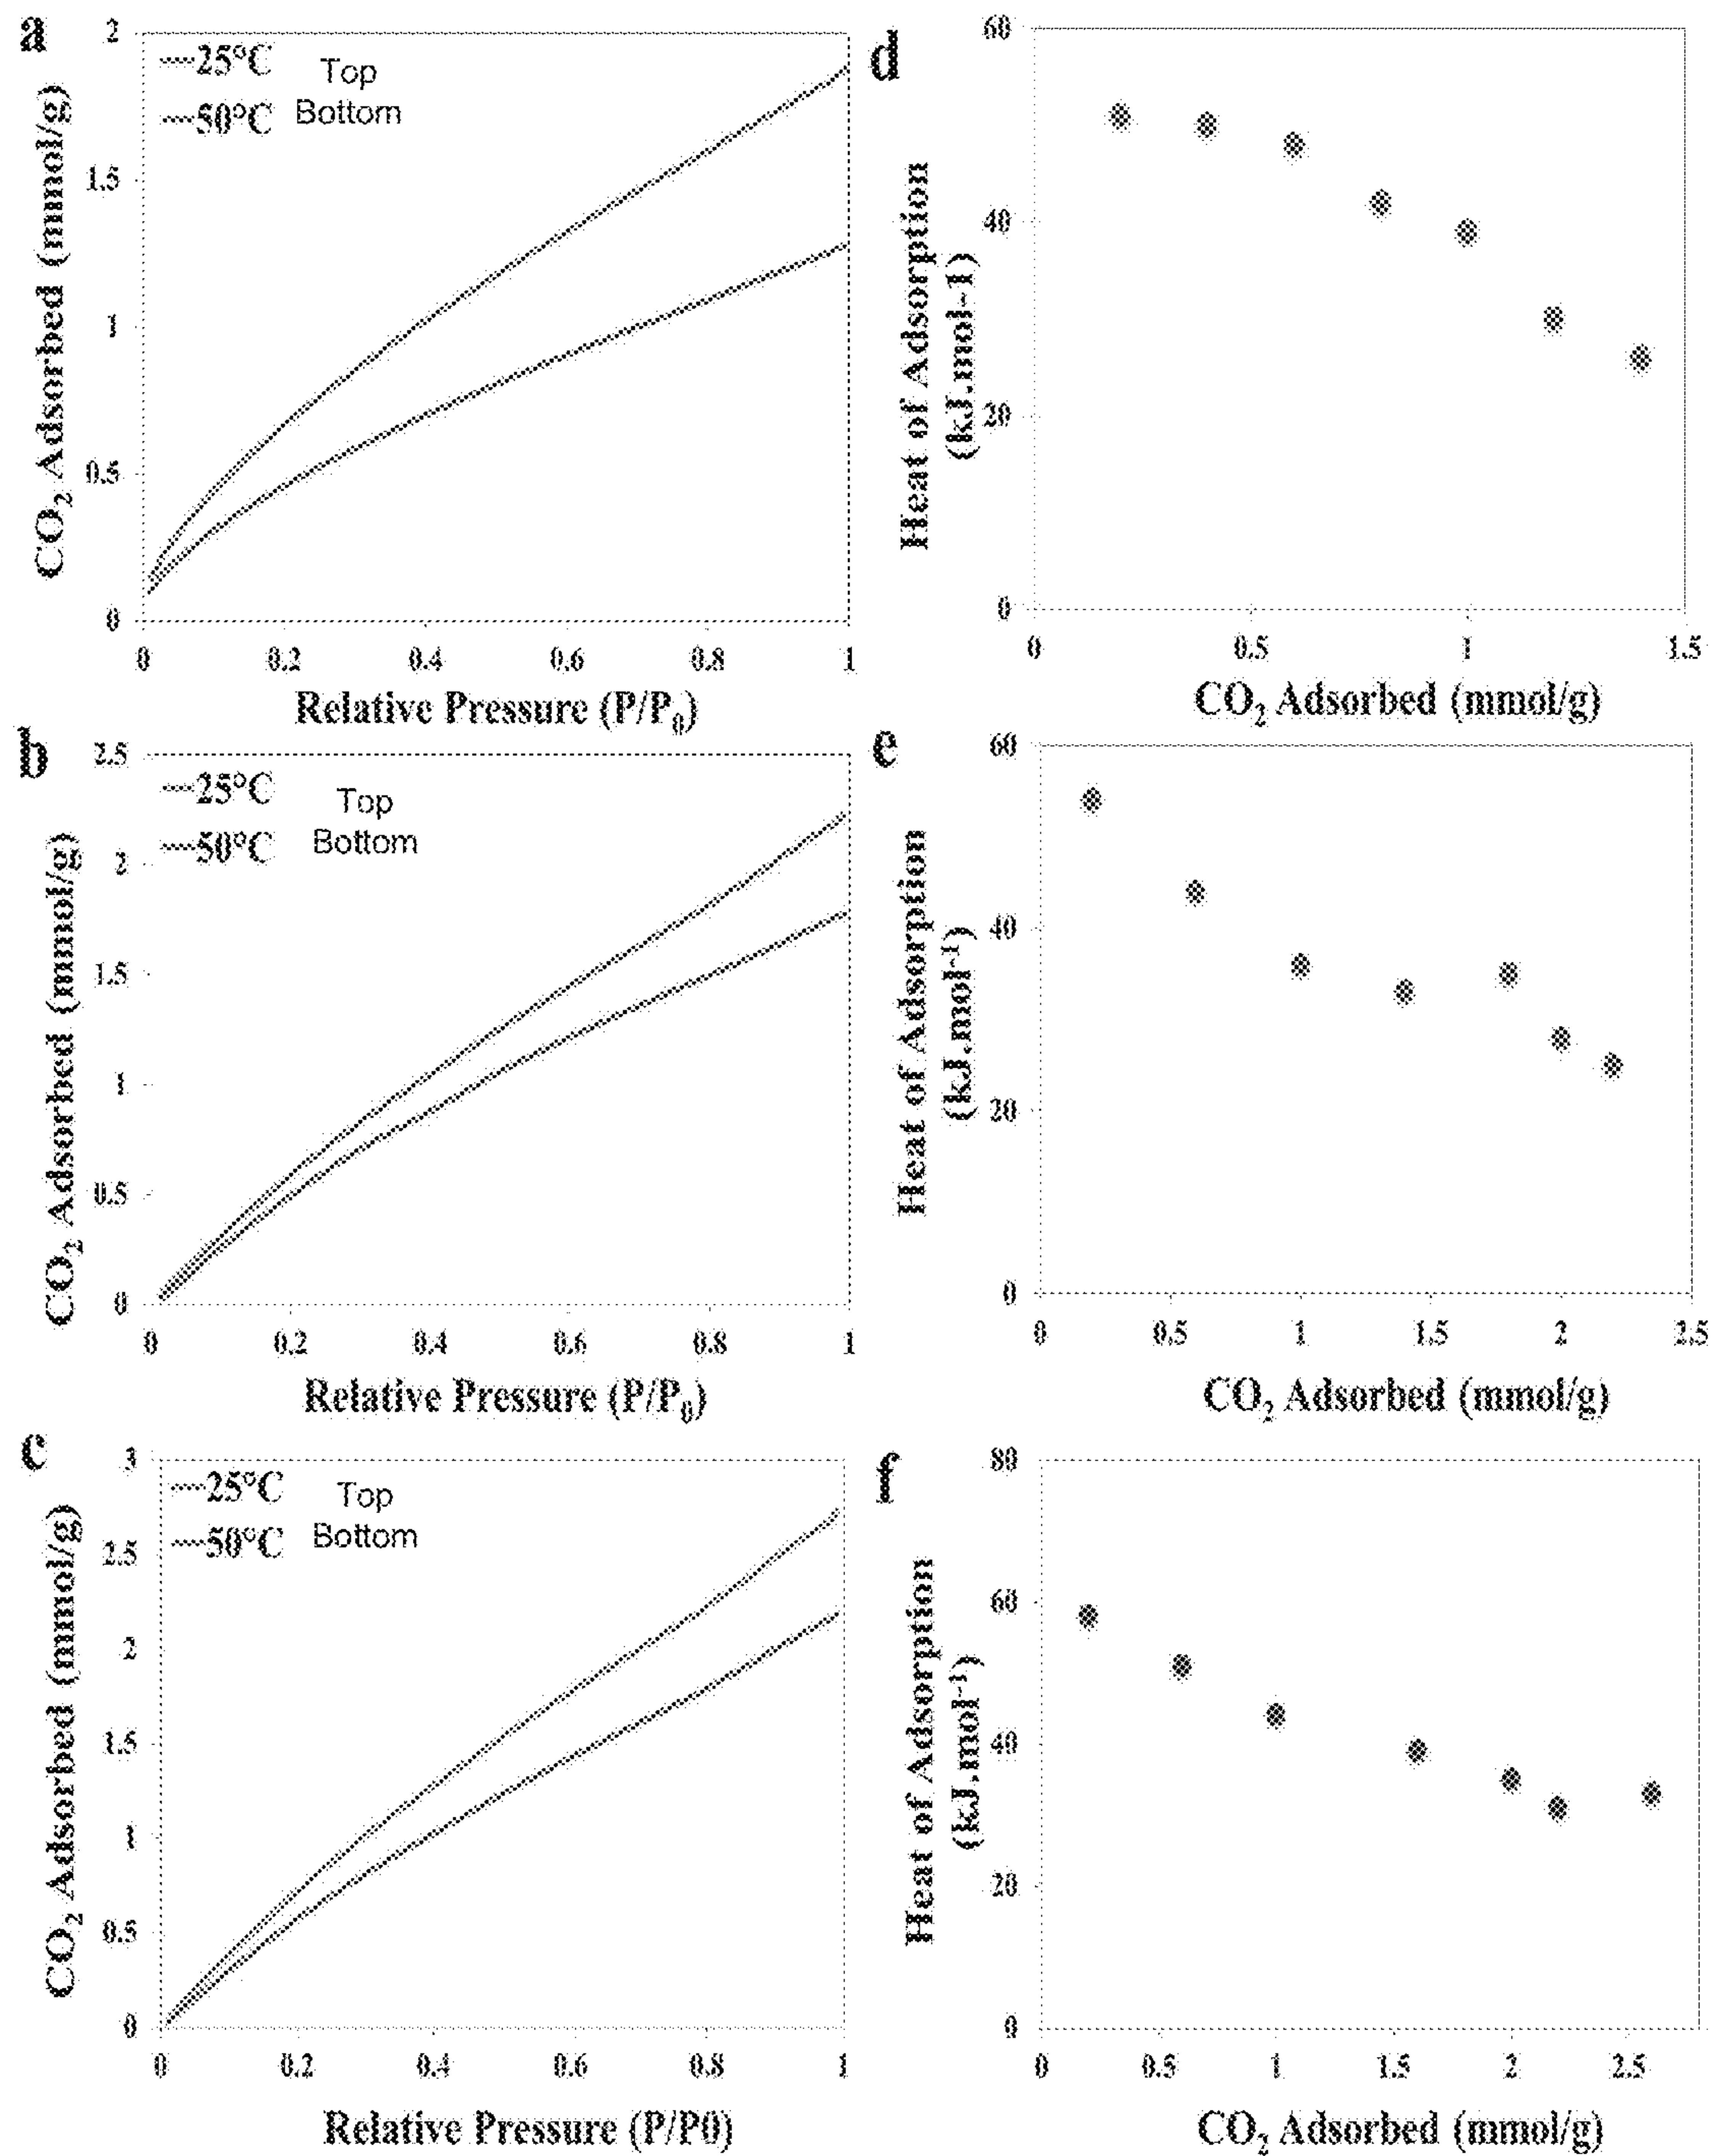 a
CO2 Adsorbed (mmol/g)
2
1.5
1
0.5
0
25°C Top
50°C Bottom
0 0.2 0.4 0.6 0.8 1
Relative Pressure (P/P0)
d
Heat of Adsorption
(kJ.mol-1)
60
40
20
0
0 0.5 1 1.5
CO2 Adsorbed (mmol/g)
b
CO2 Adsorbed (mmol/g)
2.5
2
1.5
1
0.5
0
25°C Top
50°C Bottom
0 0.2 0.4 0.6 0.8 1
Relative Pressure (P/P0)
e
Heat of Adsorption
(kJ.mol-1)
60
40
20
0
0 0.5 1 1.5 2 2.5
CO2 Adsorbed (mmol/g)
c
CO2 Adsorbed (mmol/g)
3
2.5
2
1.5
1
0.5
0
25°C Top
50°C Bottom
0 0.2 0.4 0.6 0.8 1
Relative Pressure (P/P0)
f
Heat of Adsorption
(kJ.mol-1)
80
60
40
20
0
0 0.5 1 1.5 2 2.5
CO2 Adsorbed (mmol/g)